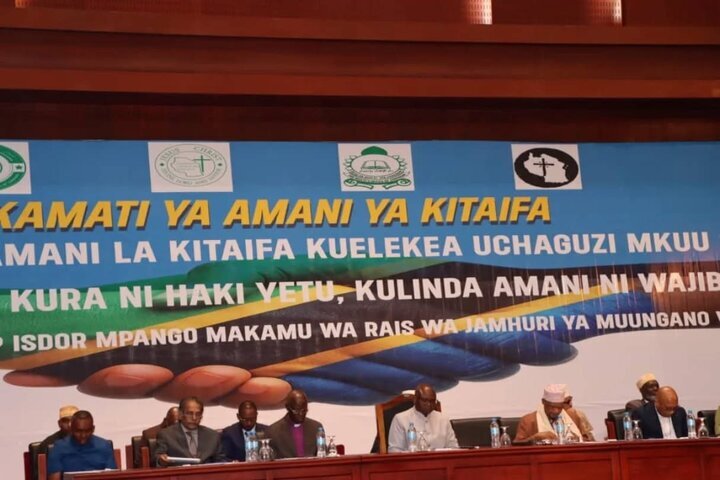 KAMATI YA AMANI YA KITAIFA
AMANI LA KITAIFA KUELEKEA UCHAGUZI MKUU
KURA NI HAKI YETU, KULINDA AMANI NI WAJIB
P ISDOR MPANGO MAKAMU WA RAIS WA JAMHURI YA MUUNGANO